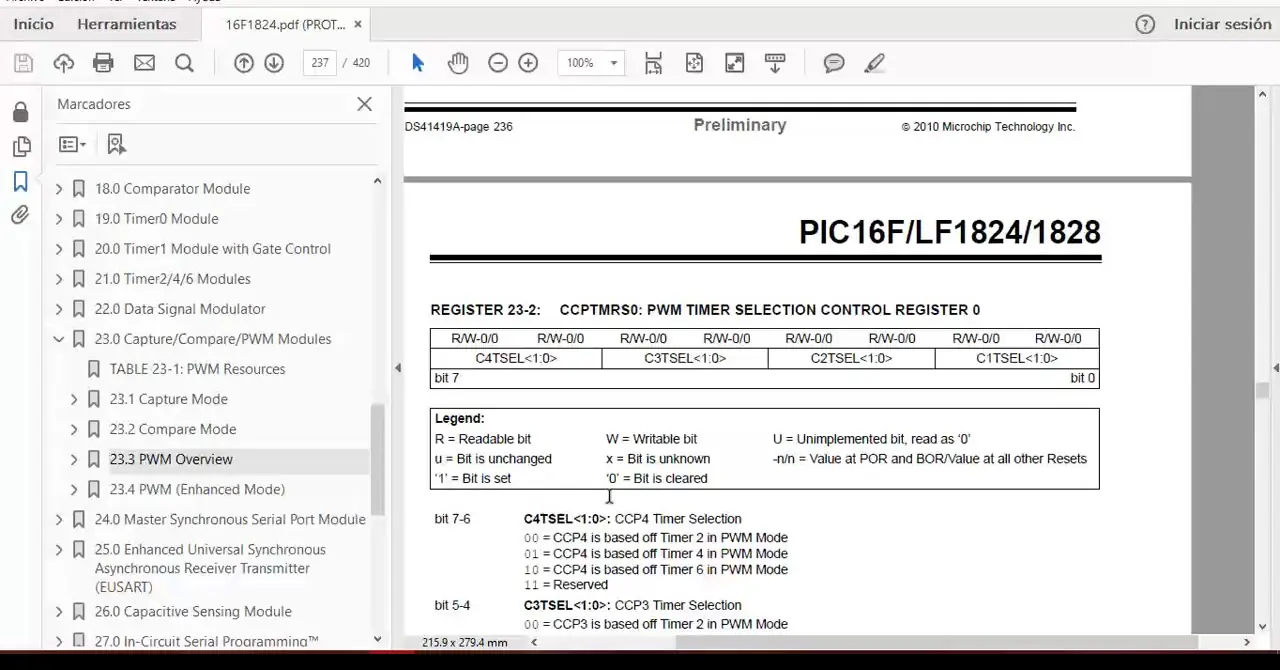 Inicio Herramientas 16F1824.pdf (PROT... × Iniciar sesión
237 / 420 100%
Marcadores
18.0 Comparator Module
19.0 Timer0 Module
20.0 Timer1 Module with Gate Control
21.0 Timer2/4/6 Modules
22.0 Data Signal Modulator
23.0 Capture/Compare/PWM Modules
TABLE 23-1: PWM Resources
23.1 Capture Mode
23.2 Compare Mode
23.3 PWM Overview
23.4 PWM (Enhanced Mode)
24.0 Master Synchronous Serial Port Module
25.0 Enhanced Universal Synchronous
Asynchronous Receiver Transmitter
(EUSART)
26.0 Capacitive Sensing Module
27.0 In-Circuit Serial Programming™
DS41419A-page 236 Preliminary © 2010 Microchip Technology Inc.
PIC16F/LF1824/1828
REGISTER 23-2: CCPTMRS0: PWM TIMER SELECTION CONTROL REGISTER 0
R/W-0/0 R/W-0/0 R/W-0/0 R/W-0/0 R/W-0/0 R/W-0/0 R/W-0/0 R/W-0/0
C4TSEL<1:0> C3TSEL<1:0> C2TSEL<1:0> C1TSEL<1:0>
bit 7 bit 0
Legend:
R = Readable bit W = Writable bit U = Unimplemented bit, read as ‘0’
u = Bit is unchanged x = Bit is unknown -n/n = Value at POR and BOR/Value at all other Resets
‘1’ = Bit is set ‘0’ = Bit is cleared
bit 7-6 C4TSEL<1:0>: CCP4 Timer Selection
00 = CCP4 is based off Timer 2 in PWM Mode
01 = CCP4 is based off Timer 4 in PWM Mode
10 = CCP4 is based off Timer 6 in PWM Mode
11 = Reserved
bit 5-4 C3TSEL<1:0>: CCP3 Timer Selection
00 = CCP3 is based off Timer 2 in PWM Mode
215.9 x 279.4 mm